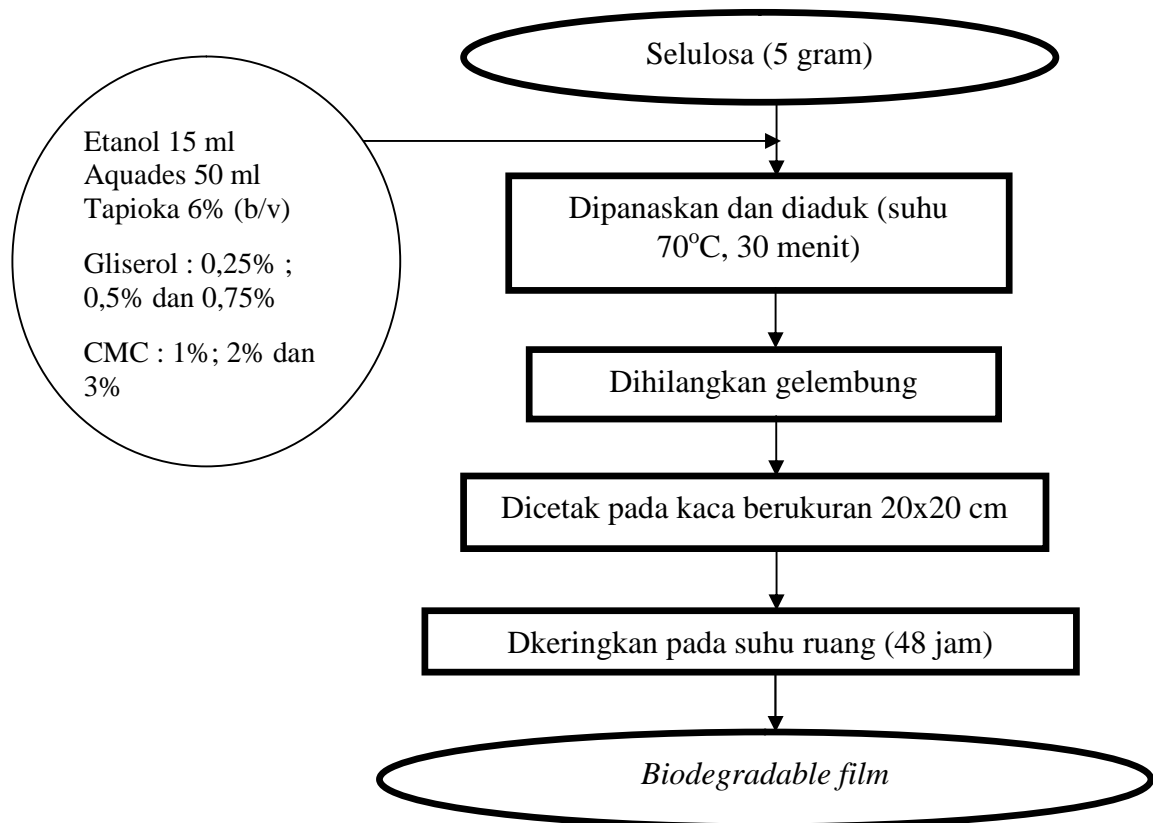 Selulosa (5 gram)
Etanol 15 ml
Aquades 50 ml
Tapioka 6% (b/v)
Gliserol : 0,25% ;
0,5% dan 0,75%
CMC : 1%; 2% dan
3%
Dipanaskan dan diaduk (suhu
70°C, 30 menit)
Dihilangkan gelembung
Dicetak pada kaca berukuran 20x20 cm
Dkeringkan pada suhu ruang (48 jam)
Biodegradable film